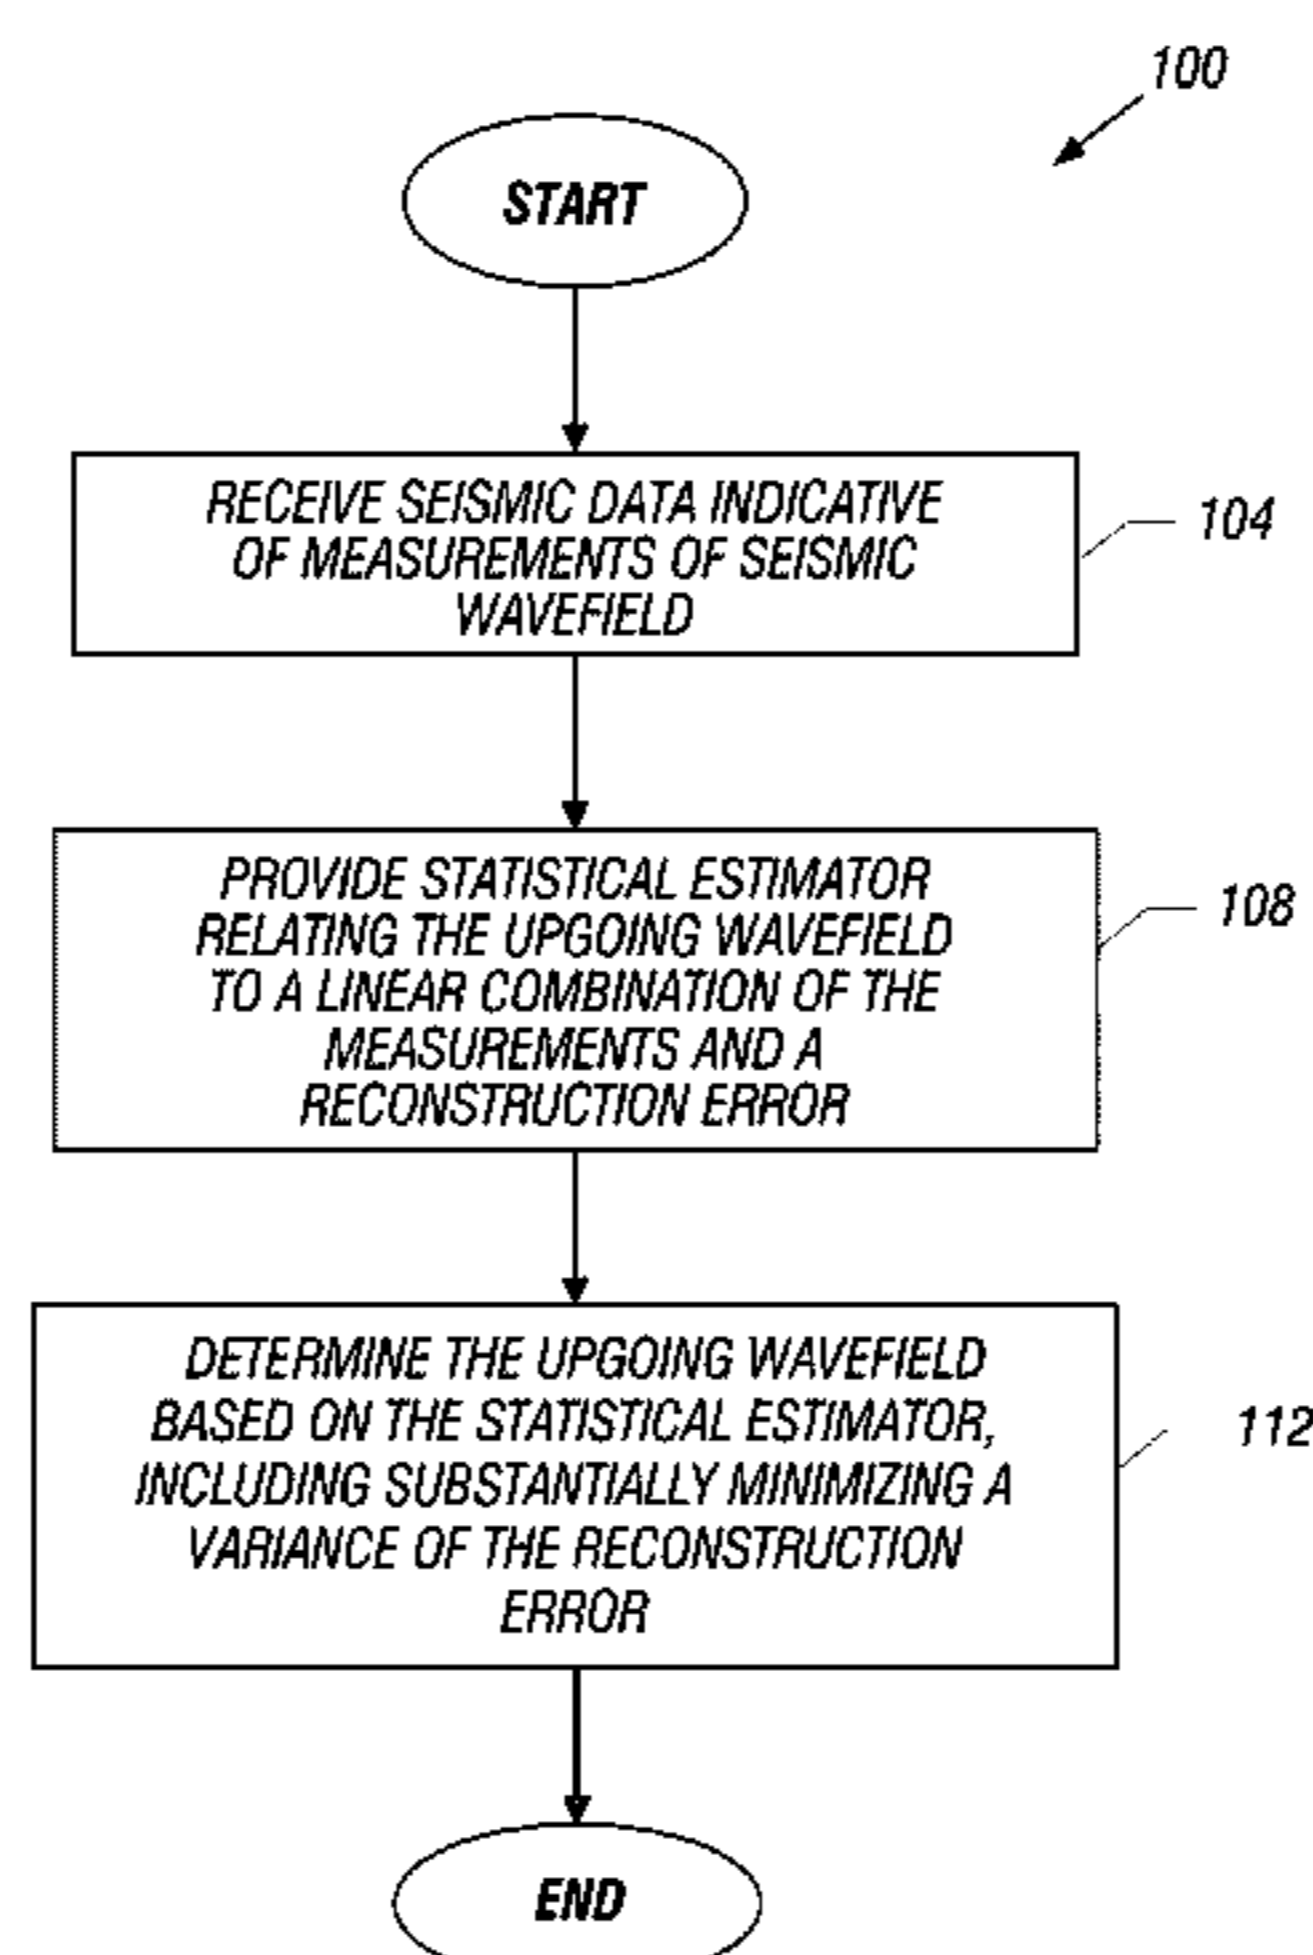 100
START
RECEIVE SEISMIC DATA INDICATIVE
OF MEASUREMENTS OF SEISMIC
WAVEFIELD
104
PROVIDE STATISTICAL ESTIMATOR
RELATING THE UPGOING WAVEFIELD
TO A LINEAR COMBINATION OF THE
MEASUREMENTS AND A
RECONSTRUCTION ERROR
108
DETERMINE THE UPGOING WAVEFIELD
BASED ON THE STATISTICAL ESTIMATOR,
INCLUDING SUBSTANTIALLY MINIMIZING A
VARIANCE OF THE RECONSTRUCTION
ERROR
112
END